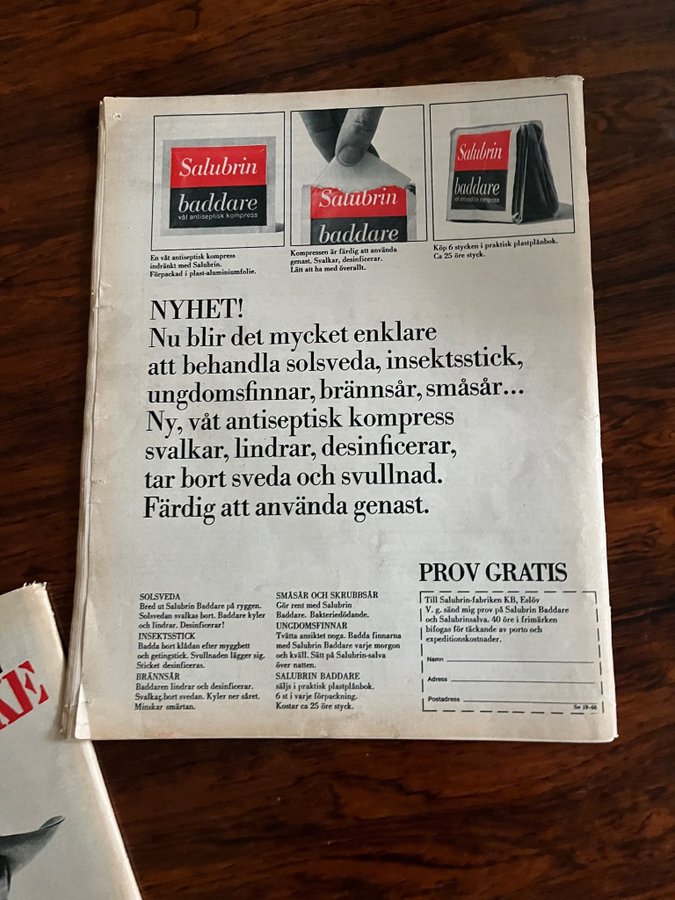 Salubrin
baddare
våt antiseptisk kompress
Salubrin
baddare
Salubrin
baddare
våt antiseptisk kompress
En våt antiseptisk kompress
indränkt med Salubrin.
Förpackad i plast-aluminiumfolie.
Kompressen är färdig att använda
genast. Svalkar, desinficerar.
Lätt att ha med överallt.
Köp 6 stycken i praktisk plastplånbok.
Ca 25 öre styck.
NYHET!
Nu blir det mycket enklare
att behandla solsveda, insektsstick,
ungdomsfinnar, brännsår, småsår...
Ny, våt antiseptisk kompress
svalkar, lindrar, desinficerar,
tar bort sveda och svullnad.
Färdig att använda genast.
SOLSVEDA
Bred ut Salubrin Baddare på ryggen.
Solsvedan svalkas bort. Baddare kyler
och lindrar. Desinficerar!
INSEKTSSTICK
Badda bort klådan efter myggbett
och getingstick. Svullnaden lägger sig.
Sticket desinficeras.
BRÄNNSÅR
Baddaren lindrar och desinficerar.
Svalkar bort svedan. Kyler ner såret.
Minskar smärtan.
SMÅSÅR OCH SKRUBBSÅR
Gör rent med Salubrin
Baddare. Bakteriedödande.
UNGDOMSFINNAR
Tvätta ansiktet noga. Badda finnarna
med Salubrin Baddare varje morgon
och kväll. Sätt på Salubrin-salva
över natten.
SALUBRIN BADDARE
säljs i praktisk plastplånbok.
6 st i varje förpackning.
Kostar ca 25 öre styck.
PROV GRATIS
Till Salubrin-fabriken KB, Eslöv
V. g. sänd mig prov på Salubrin Baddare
och Salubrinsalva. 40 öre i frimärken
bifogas för täckande av porto och
expeditionskostnader.
Namn
Adress
Postadress
Se 19-66
KE